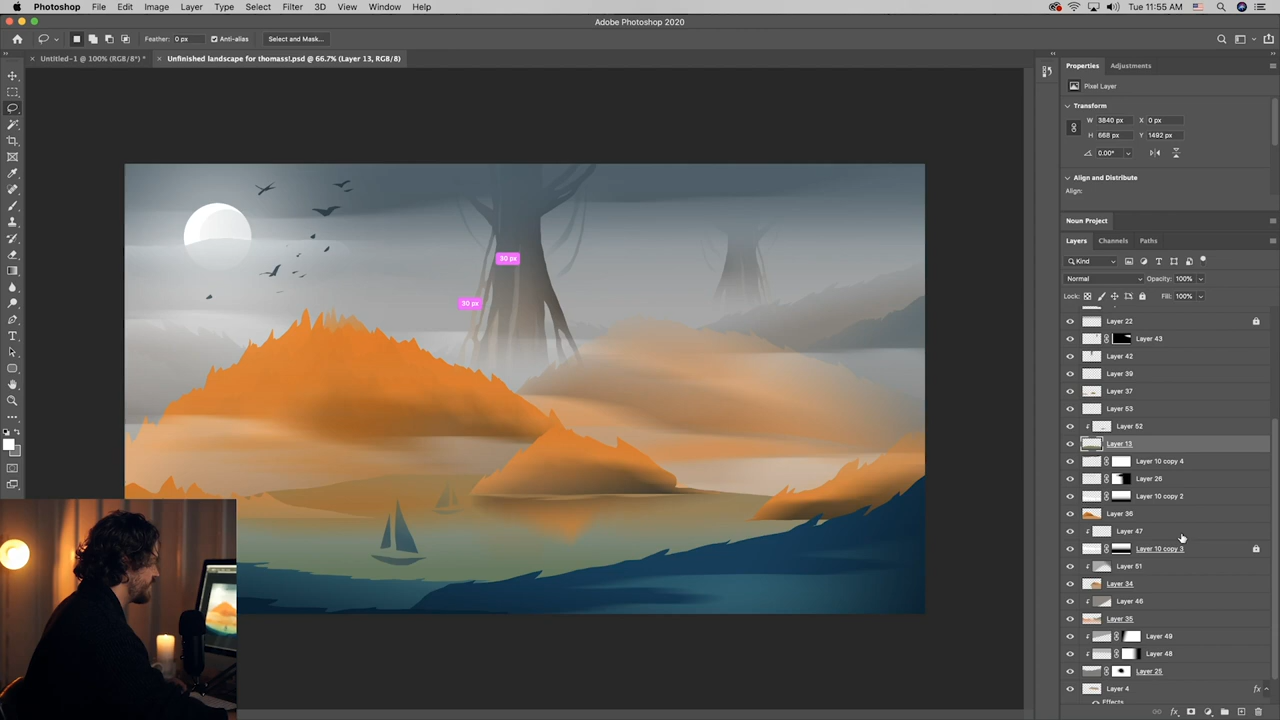 Photoshop File Edit Image Layer Type Select Filter 3D View Window Help Tue 11:55 AM
Adobe Photoshop 2020
Feather: 0 px Anti-alias Select and Mask...
Untitled-1 @ 100% (RGB/8*) * Unfinished landscape for thomass!.psd @ 66.7% (Layer 13, RGB/8)
Properties Adjustments
Pixel Layer
Transform
W 3840 px X 0 px
H 668 px Y 1492 px
0.00°
Align and Distribute
Align:
Noun Project
Layers Channels Paths
Kind
Normal Opacity: 100%
Lock: Fill: 100%
Layer 22
Layer 43
Layer 42
Layer 39
Layer 37
Layer 53
Layer 52
Layer 13
Layer 10 copy 4
Layer 26
Layer 10 copy 2
Layer 36
Layer 47
Layer 10 copy 3
Layer 51
Layer 34
Layer 46
Layer 35
Layer 49
Layer 48
Layer 25
Layer 4 fx
Effects
fx
30 px
30 px